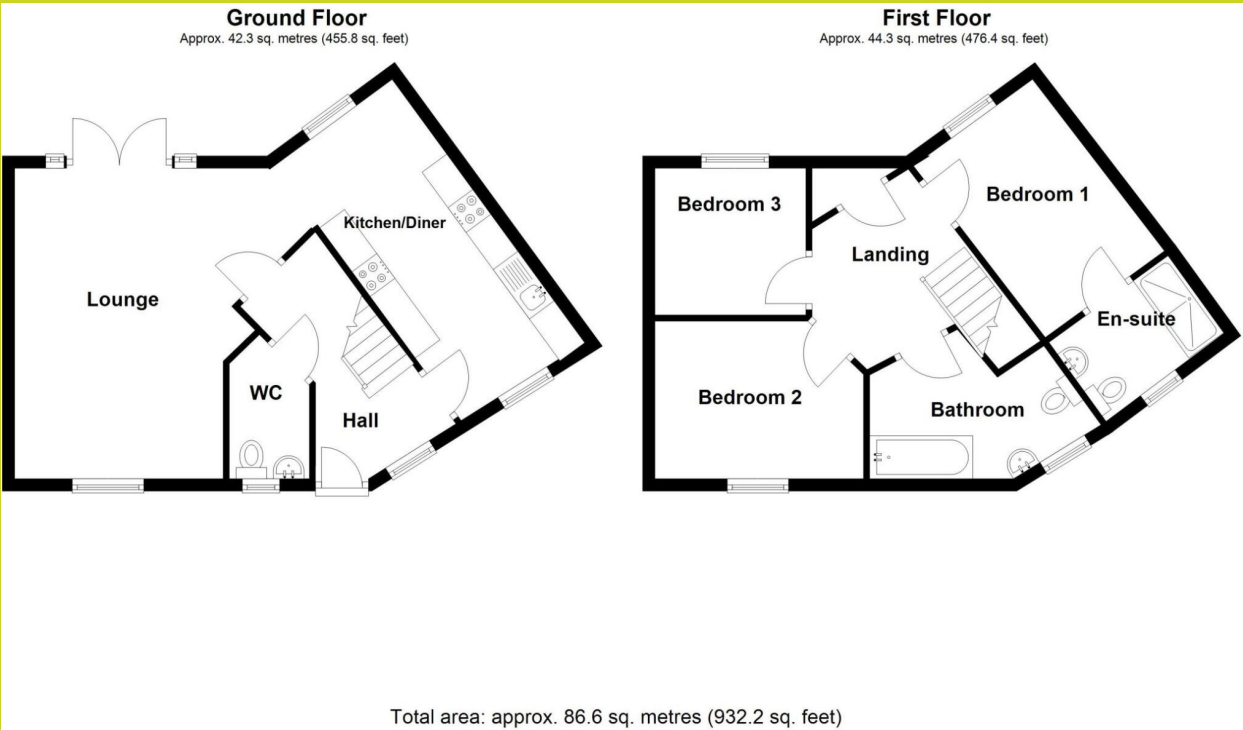 Ground Floor
Approx. 42.3 sq. metres (455.8 sq. feet)
Kitchen/Diner
Lounge
WC
Hall
First Floor
Approx. 44.3 sq. metres (476.4 sq. feet)
Bedroom 3
Bedroom 1
Landing
En-suite
Bedroom 2
Bathroom
Total area: approx. 86.6 sq. metres (932.2 sq. feet)